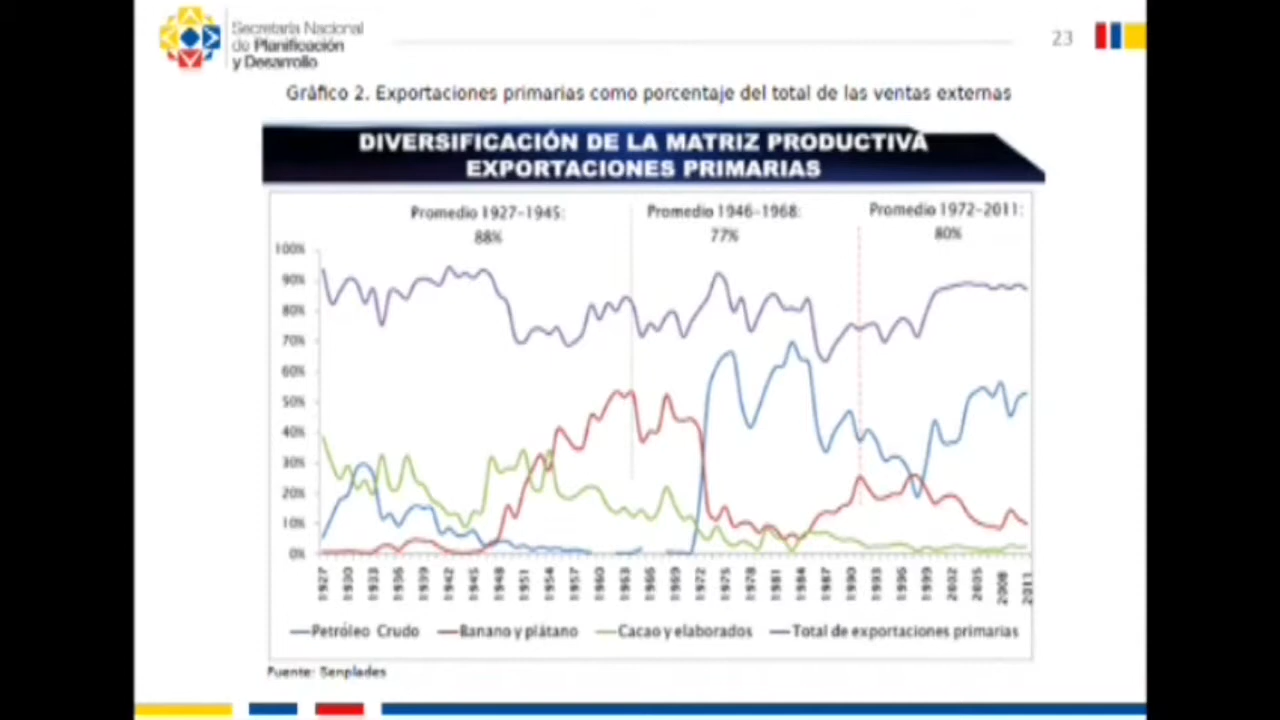 Secretaría Nacional
de Planificación
y Desarrollo
23
Gráfico 2. Exportaciones primarias como porcentaje del total de las ventas externas
DIVERSIFICACIÓN DE LA MATRIZ PRODUCTIVA
EXPORTACIONES PRIMARIAS
Promedio 1927-1945:
88%
Promedio 1946-1968:
77%
Promedio 1972-2011:
80%
100%
90%
80%
70%
60%
50%
40%
30%
20%
10%
0%
1927 1930 1933 1936 1939 1942 1945 1948 1951 1954 1957 1960 1963 1966 1969 1972 1975 1978 1981 1984 1987 1990 1993 1996 1999 2002 2005 2008 2011
Petróleo Crudo Banano y plátano Cacao y elaborados Total de exportaciones primarias
Fuente: Senplades